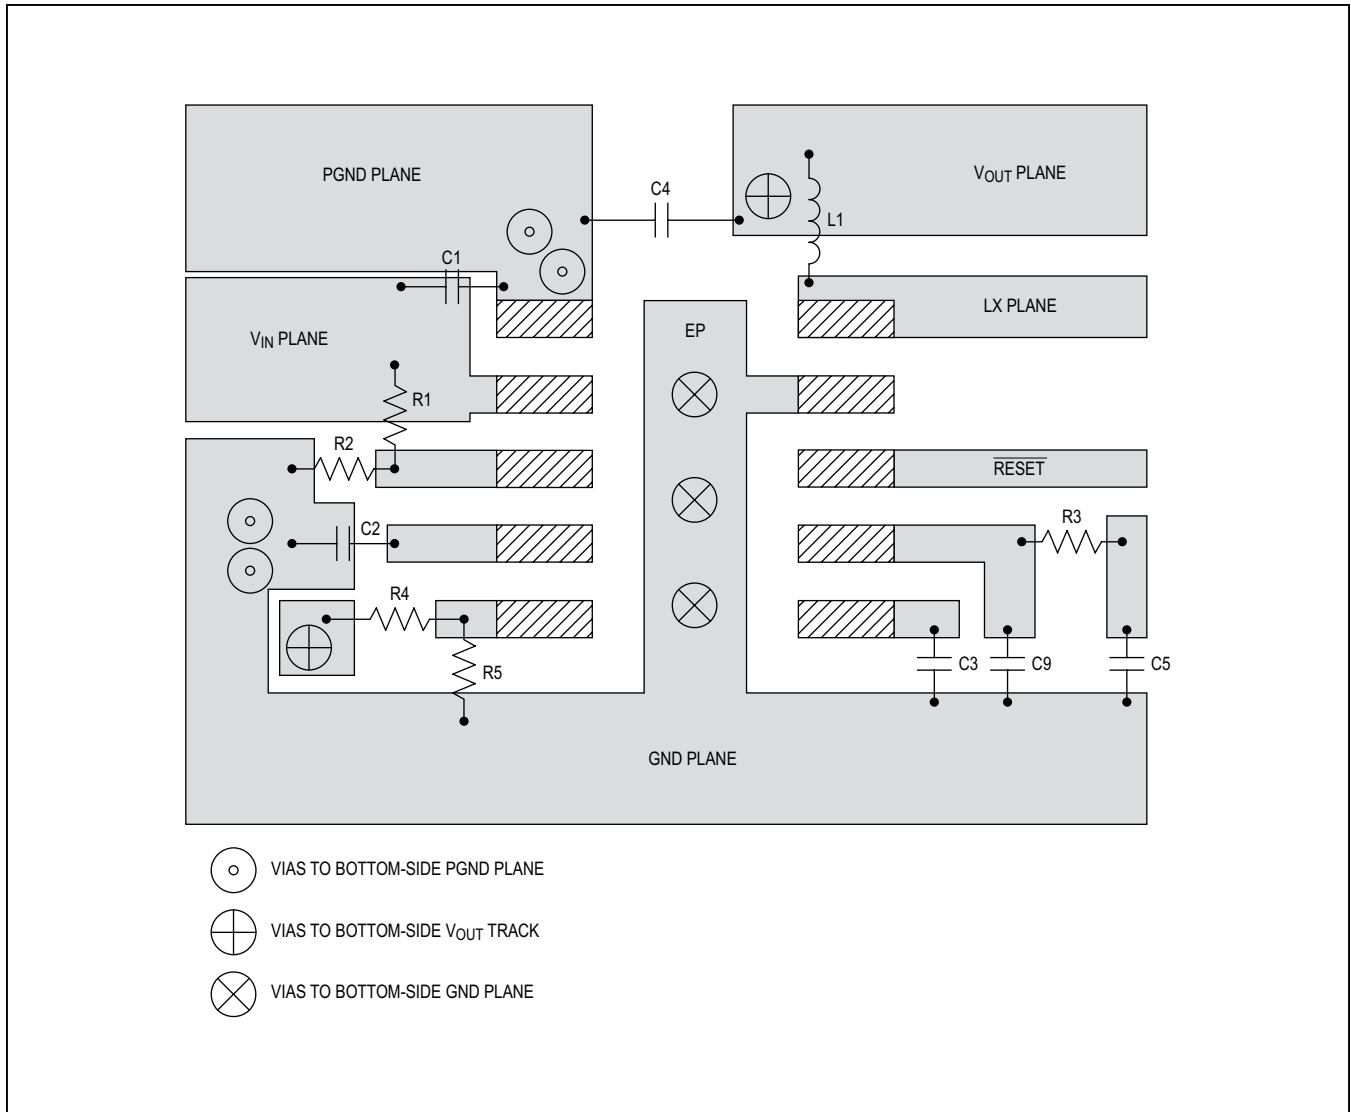 PGND PLANE
VOUT PLANE
C4
L1
C1
LX PLANE
VIN PLANE
EP
R1
R2
RESET
C2
R3
R4
R5
C3
C9
C5
GND PLANE
VIAS TO BOTTOM-SIDE PGND PLANE
VIAS TO BOTTOM-SIDE VOUT TRACK
VIAS TO BOTTOM-SIDE GND PLANE